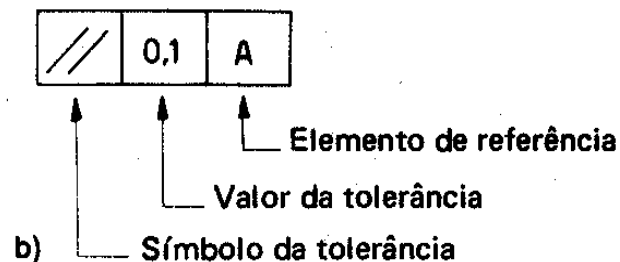 // 0,1 A
Elemento de referência
Valor da tolerância
b) Símbolo da tolerância